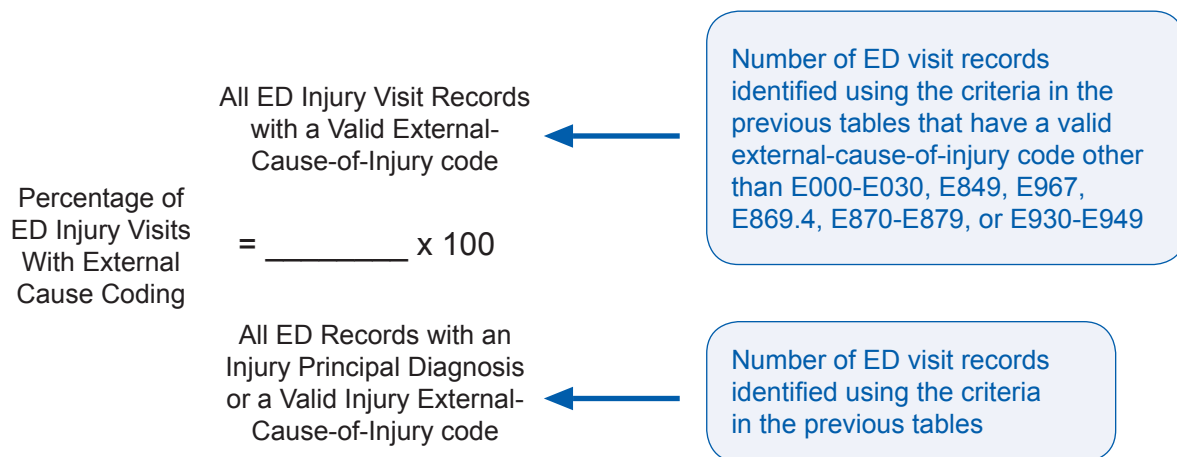 Percentage of
ED Injury Visits
With External
Cause Coding
All ED Injury Visit Records
with a Valid External-
Cause-of-Injury code
= ________ x 100
All ED Records with an
Injury Principal Diagnosis
or a Valid Injury External-
Cause-of-Injury code
Number of ED visit records
identified using the criteria in the
previous tables that have a valid
external-cause-of-injury code other
than E000-E030, E849, E967,
E869.4, E870-E879, or E930-E949
Number of ED visit records
identified using the criteria
in the previous tables